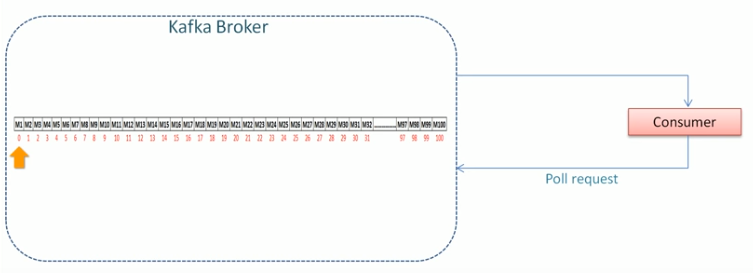 Kafka Broker
M1 M2 M3 M4 M5 M6 M7 M8 M9 M10 M11 M12 M13 M14 M15 M16 M17 M18 M19 M20 M21 M22 M23 M24 M25 M26 M27 M28 M29 M30 M31 M32 ............ M97 M98 M99 M100
0 1 2 3 4 5 6 7 8 9 10 11 12 13 14 15 16 17 18 19 20 21 22 23 24 25 26 27 28 29 30 31 97 98 99 100
Consumer
Poll request